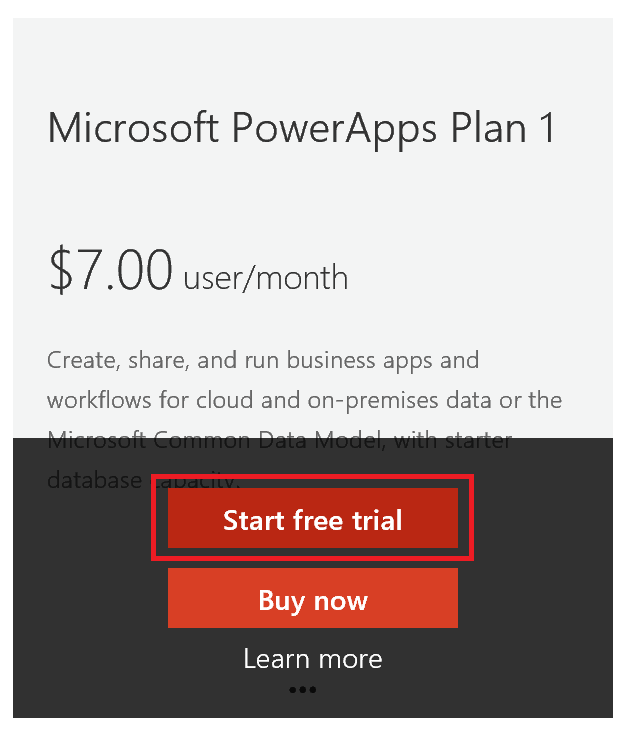 Microsoft PowerApps Plan 1
$7.00 user/month
Create, share, and run business apps and
workflows for cloud and on-premises data or the
Microsoft Common Data Model, with starter
database capacity.
Start free trial
Buy now
Learn more
•••